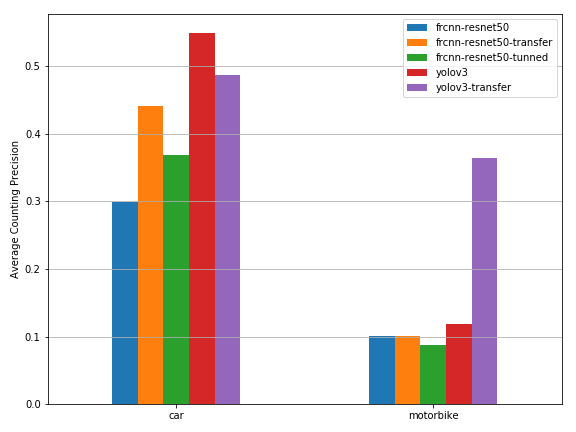 frcnn-resnet50
frcnn-resnet50-transfer
frcnn-resnet50-tunned
yolov3
yolov3-transfer
Average Counting Precision
0.5
0.4
0.3
0.2
0.1
0.0
car
motorbike